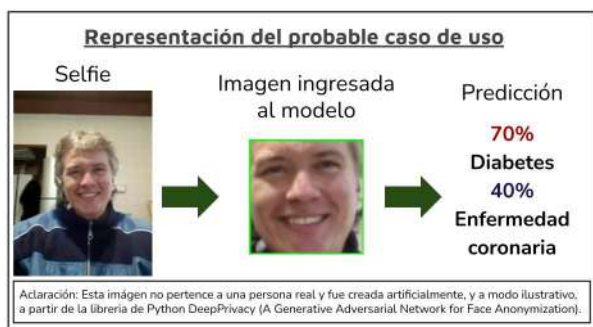 Representación del probable caso de uso
Selfie
Imagen ingresada
al modelo
Predicción
70%
Diabetes
40%
Enfermedad
coronaria
Aclaración: Esta imágen no pertence a una persona real y fue creada artificialmente, y a modo ilustrativo,
a partir de la libreria de Python DeepPrivacy (A Generative Adversarial Network for Face Anonymization).